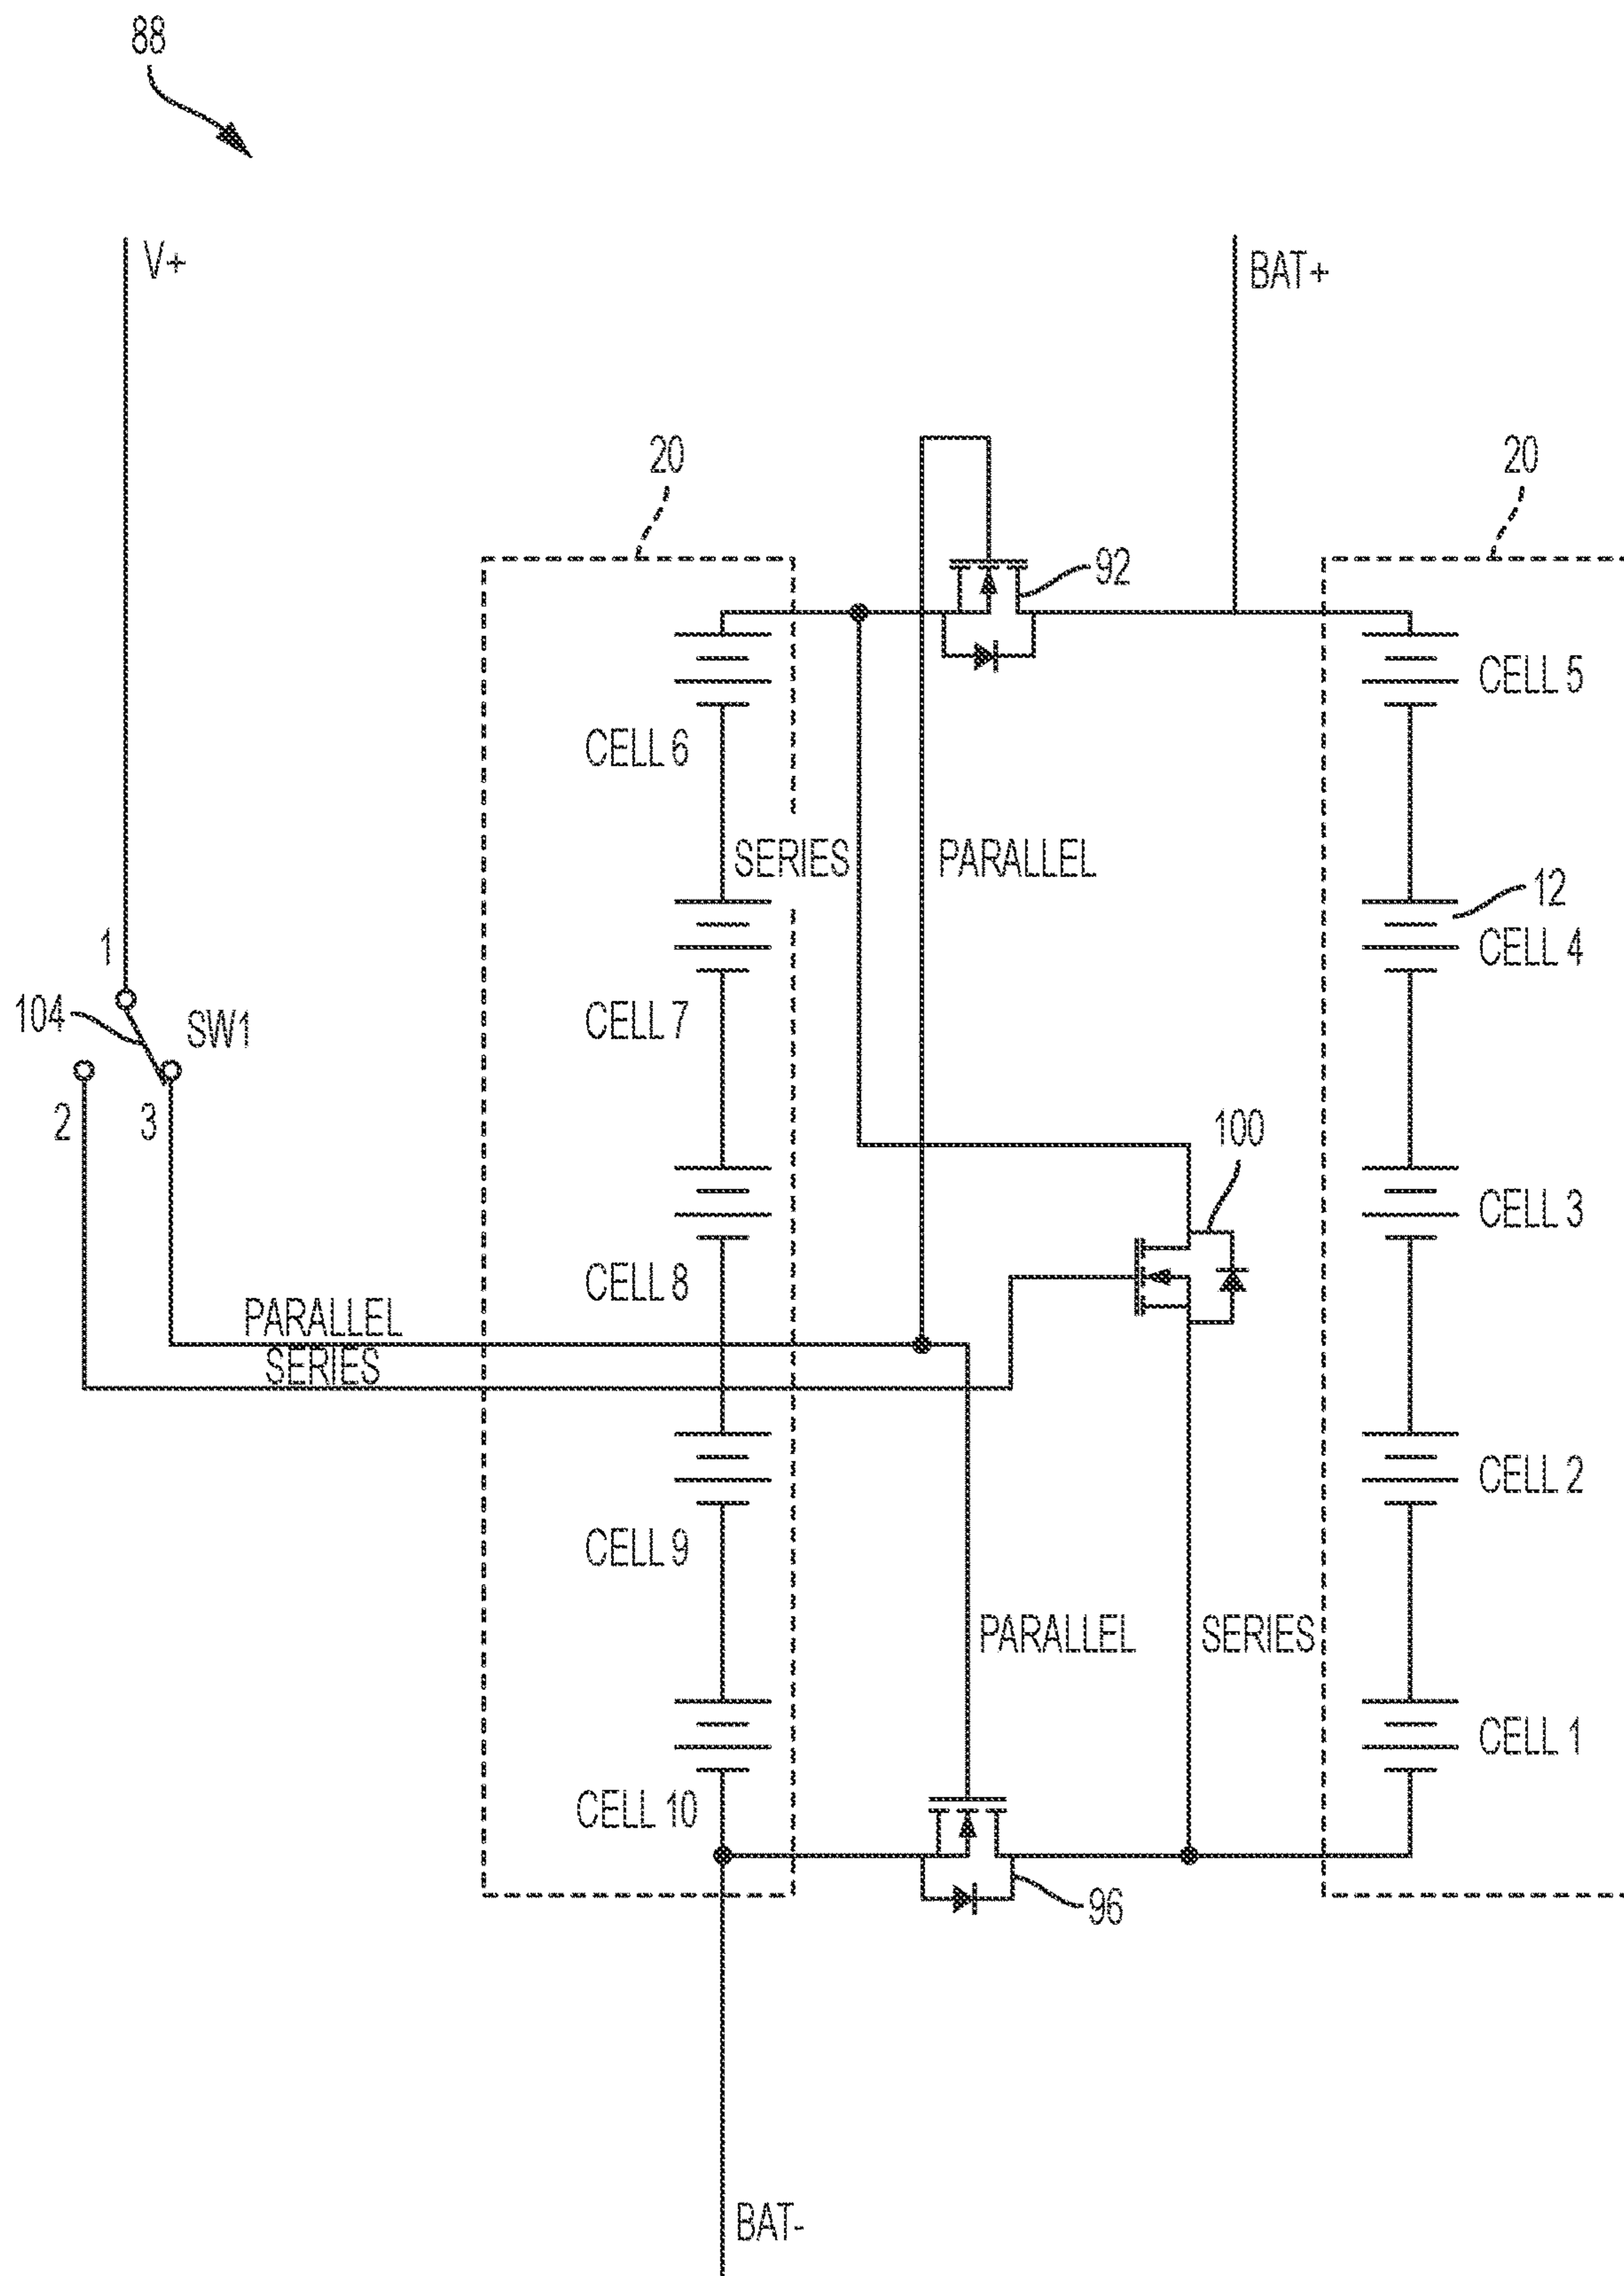 88
V+
BAT+
20
20
92
CELL 5
CELL 6
SERIES
PARALLEL
12
1
CELL 4
104
SW1
CELL 7
2
3
100
CELL 3
CELL 8
PARALLEL
SERIES
CELL 2
CELL 9
PARALLEL
SERIES
CELL 1
CELL 10
96
BAT-